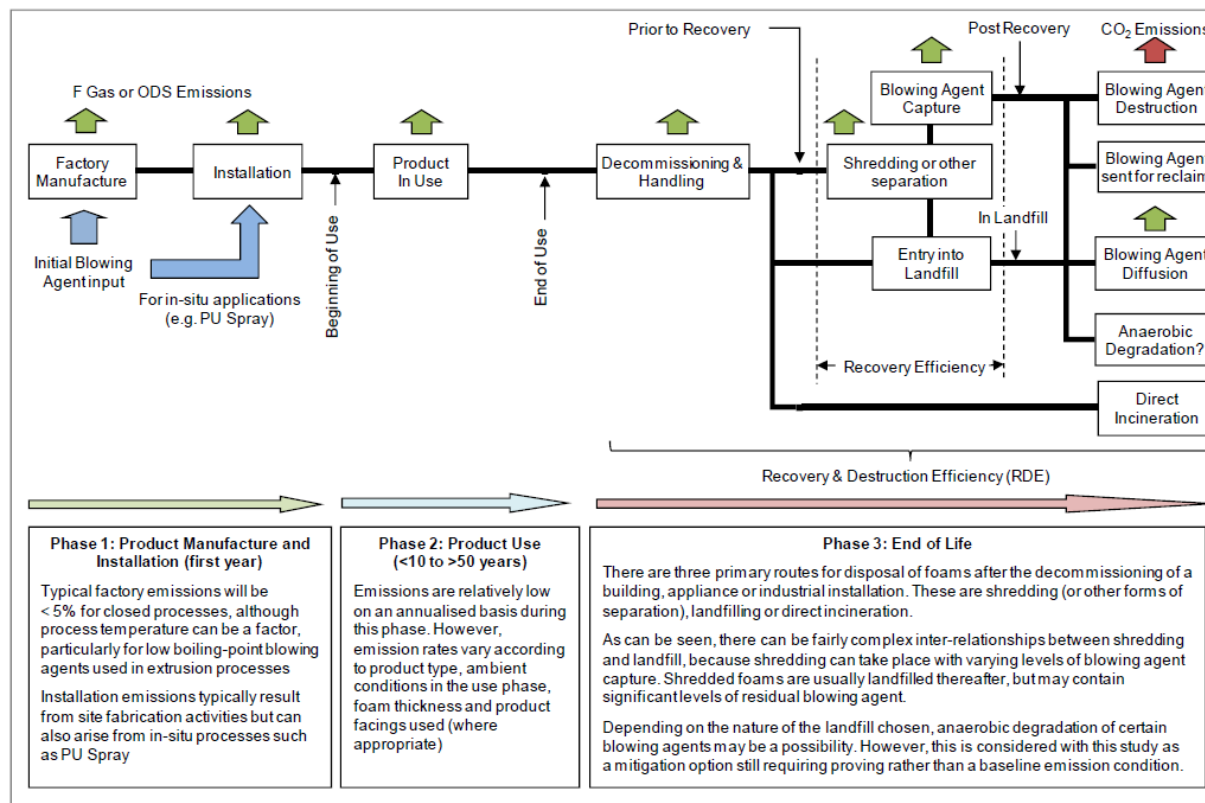 Prior to Recovery
Post Recovery
CO₂ Emissions
F Gas or ODS Emissions
Factory
Manufacture
Installation
Product
In Use
Decommissioning &
Handling
Shredding or other
separation
Blowing Agent
Capture
Blowing Agent
Destruction
Blowing Agent
sent for reclaim
In Landfill
Entry into
Landfill
Blowing Agent
Diffusion
Anaerobic
Degradation?
Direct
Incineration
Initial Blowing
Agent input
For in-situ applications
(e.g. PU Spray)
Beginning of Use
End of Use
Recovery Efficiency
Recovery & Destruction Efficiency (RDE)
Phase 1: Product Manufacture and
Installation (first year)
Typical factory emissions will be
< 5% for closed processes, although
process temperature can be a factor,
particularly for low boiling-point blowing
agents used in extrusion processes
Installation emissions typically result
from site fabrication activities but can
also arise from in-situ processes such
as PU Spray
Phase 2: Product Use
(<10 to >50 years)
Emissions are relatively low
on an annualised basis during
this phase. However,
emission rates vary according
to product type, ambient
conditions in the use phase,
foam thickness and product
facings used (where
appropriate)
Phase 3: End of Life
There are three primary routes for disposal of foams after the decommissioning of a
building, appliance or industrial installation. These are shredding (or other forms of
separation), landfilling or direct incineration.
As can be seen, there can be fairly complex inter-relationships between shredding
and landfill, because shredding can take place with varying levels of blowing agent
capture. Shredded foams are usually landfilled thereafter, but may contain
significant levels of residual blowing agent.
Depending on the nature of the landfill chosen, anaerobic degradation of certain
blowing agents may be a possibility. However, this is considered with this study as
a mitigation option still requiring proving rather than a baseline emission condition.